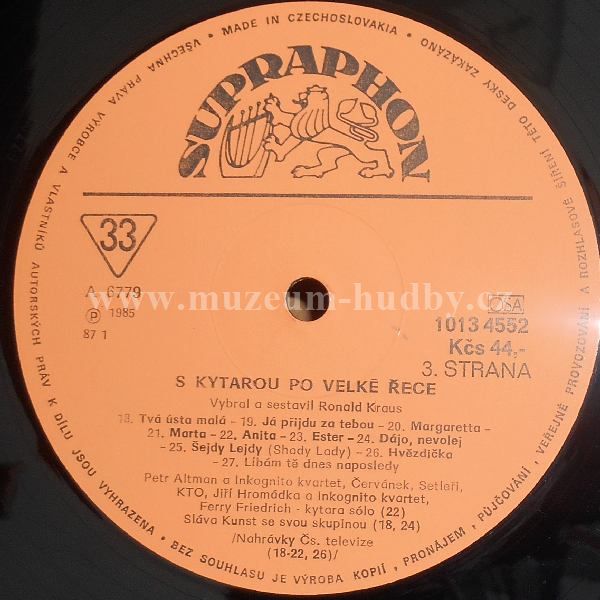 VŠECHNA PRÁVA VÝROBCE A VLASTNÍKŮ AUTORSKÝCH PRÁV K DÍLU JSOU VYHRAZENA • BEZ SOUHLASU JE VÝROBA KOPIÍ, PRONÁJEM, PŮJČOVÁNÍ, VEŘEJNÉ PROVOZOVÁNÍ A ROZHLASOVÉ ŠÍŘENÍ TÉTO DESKY ZAKÁZÁNO • MADE IN CZECHOSLOVAKIA •
SUPRAPHON
33
A 6779
Ⓟ 1985
87 1
www.muzeum-hudby.cz
OSA
1013 4552
Kčs 44,-
3. STRANA
S KYTAROU PO VELKÉ ŘECE
Vybral a sestavil Ronald Kraus
18. Tvá ústa malá – 19. Já přijdu za tebou – 20. Margaretta –
21. Marta – 22. Anita – 23. Ester – 24. Dájo, nevolej
– 25. Šejdy Lejdy (Shady Lady) – 26. Hvězdička
– 27. Líbám tě dnes naposledy
Petr Altman a Inkognito kvartet, Červánek, Setleři,
KTO, Jiří Hromádka a Inkognito kvartet,
Ferry Friedrich - kytara sólo (22)
Sláva Kunst se svou skupinou (18, 24)
/Nahrávky Čs. televize
(18-22, 26)/